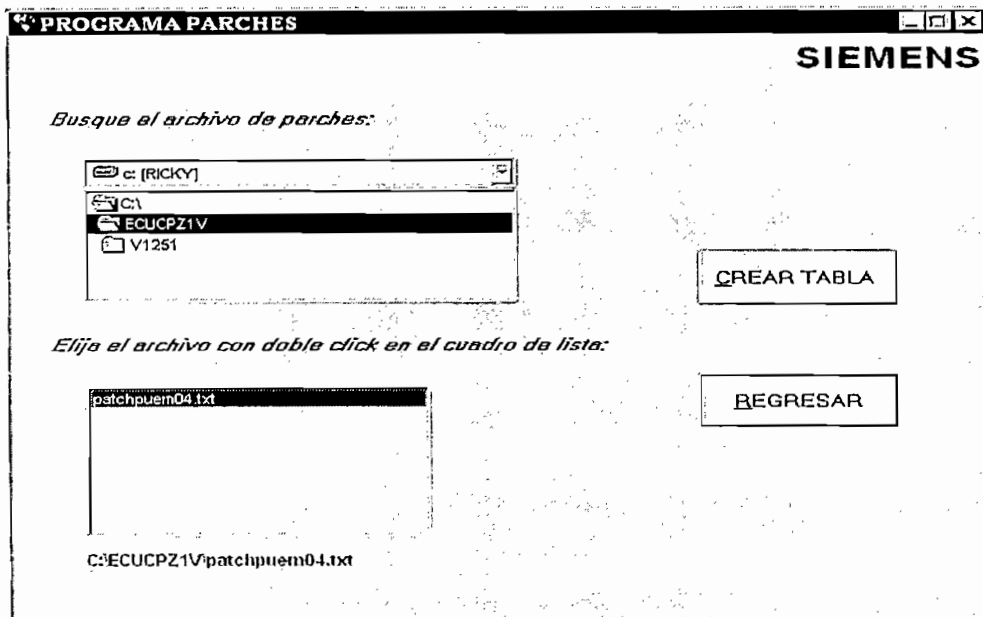 PROGRAMA PARCHES
SIEMENS
Busque el archivo de parches:
c: [RICKY]
C:\
ECUCPZ1V
V1251
CREAR TABLA
Elija el archivo con doble click en el cuadro de lista:
patchpuem04.txt
REGRESAR
C:\ECUCPZ1V\patchpuem04.txt